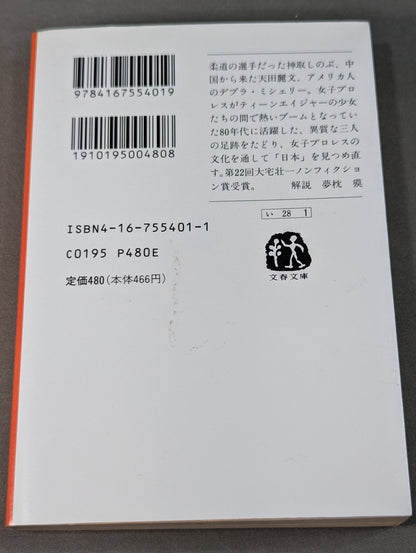 9784167554019
1910195004808
ISBN4-16-755401-1
C0195 P480E
定価480(本体466円)
柔道の選手だった神取しのぶ、中
国から来た天田麗文、アメリカ人
のデブラ・ミシェリー。女子プロ
レスがティーンエイジャーの少女
たちの間で熱いブームとなってい
た80年代に活躍した、異質な三人
の足跡をたどり、女子プロレスの
文化を通して「日本」を見つめ直
す。第22回大宅壮一ノンフィクショ
ン賞受賞。 解説 夢枕 獏
い 28 1
文春文庫